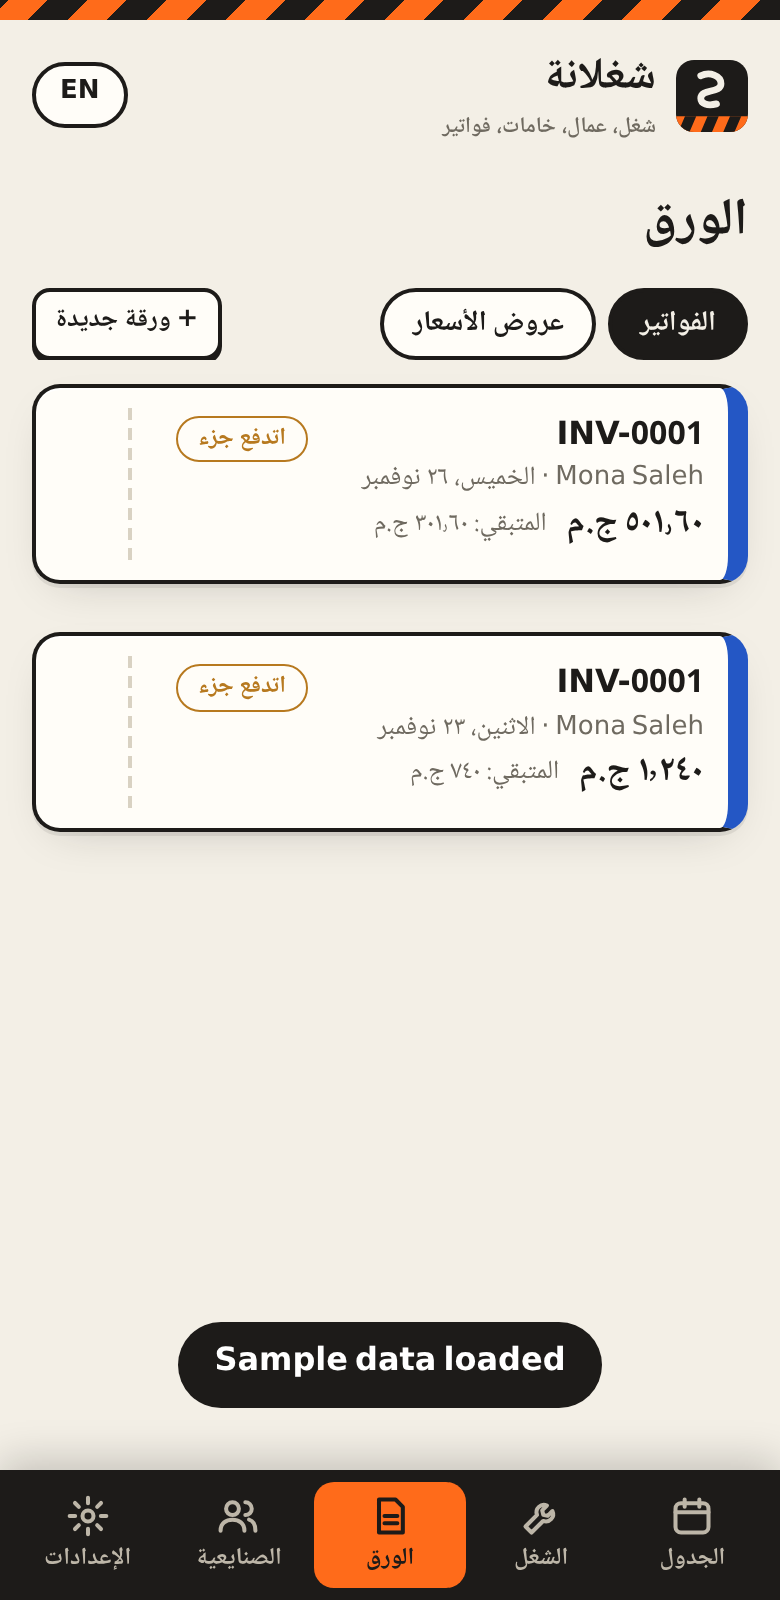 شغلانة
شغل، عمال، خامات، فواتير
EN
الورق
الفواتير
عروض الأسعار
+ ورقة جديدة
INV-0001
اتدفع جزء
Mona Saleh · الخميس، ٢٦ نوفمبر
٥٠١٫٦٠ ج.م المتبقي: ٣٠١٫٦٠ ج.م
INV-0001
اتدفع جزء
Mona Saleh · الاثنين، ٢٣ نوفمبر
١٬٢٤٠ ج.م المتبقي: ٧٤٠ ج.م
Sample data loaded
الجدول
الشغل
الورق
الصنايعية
الإعدادات